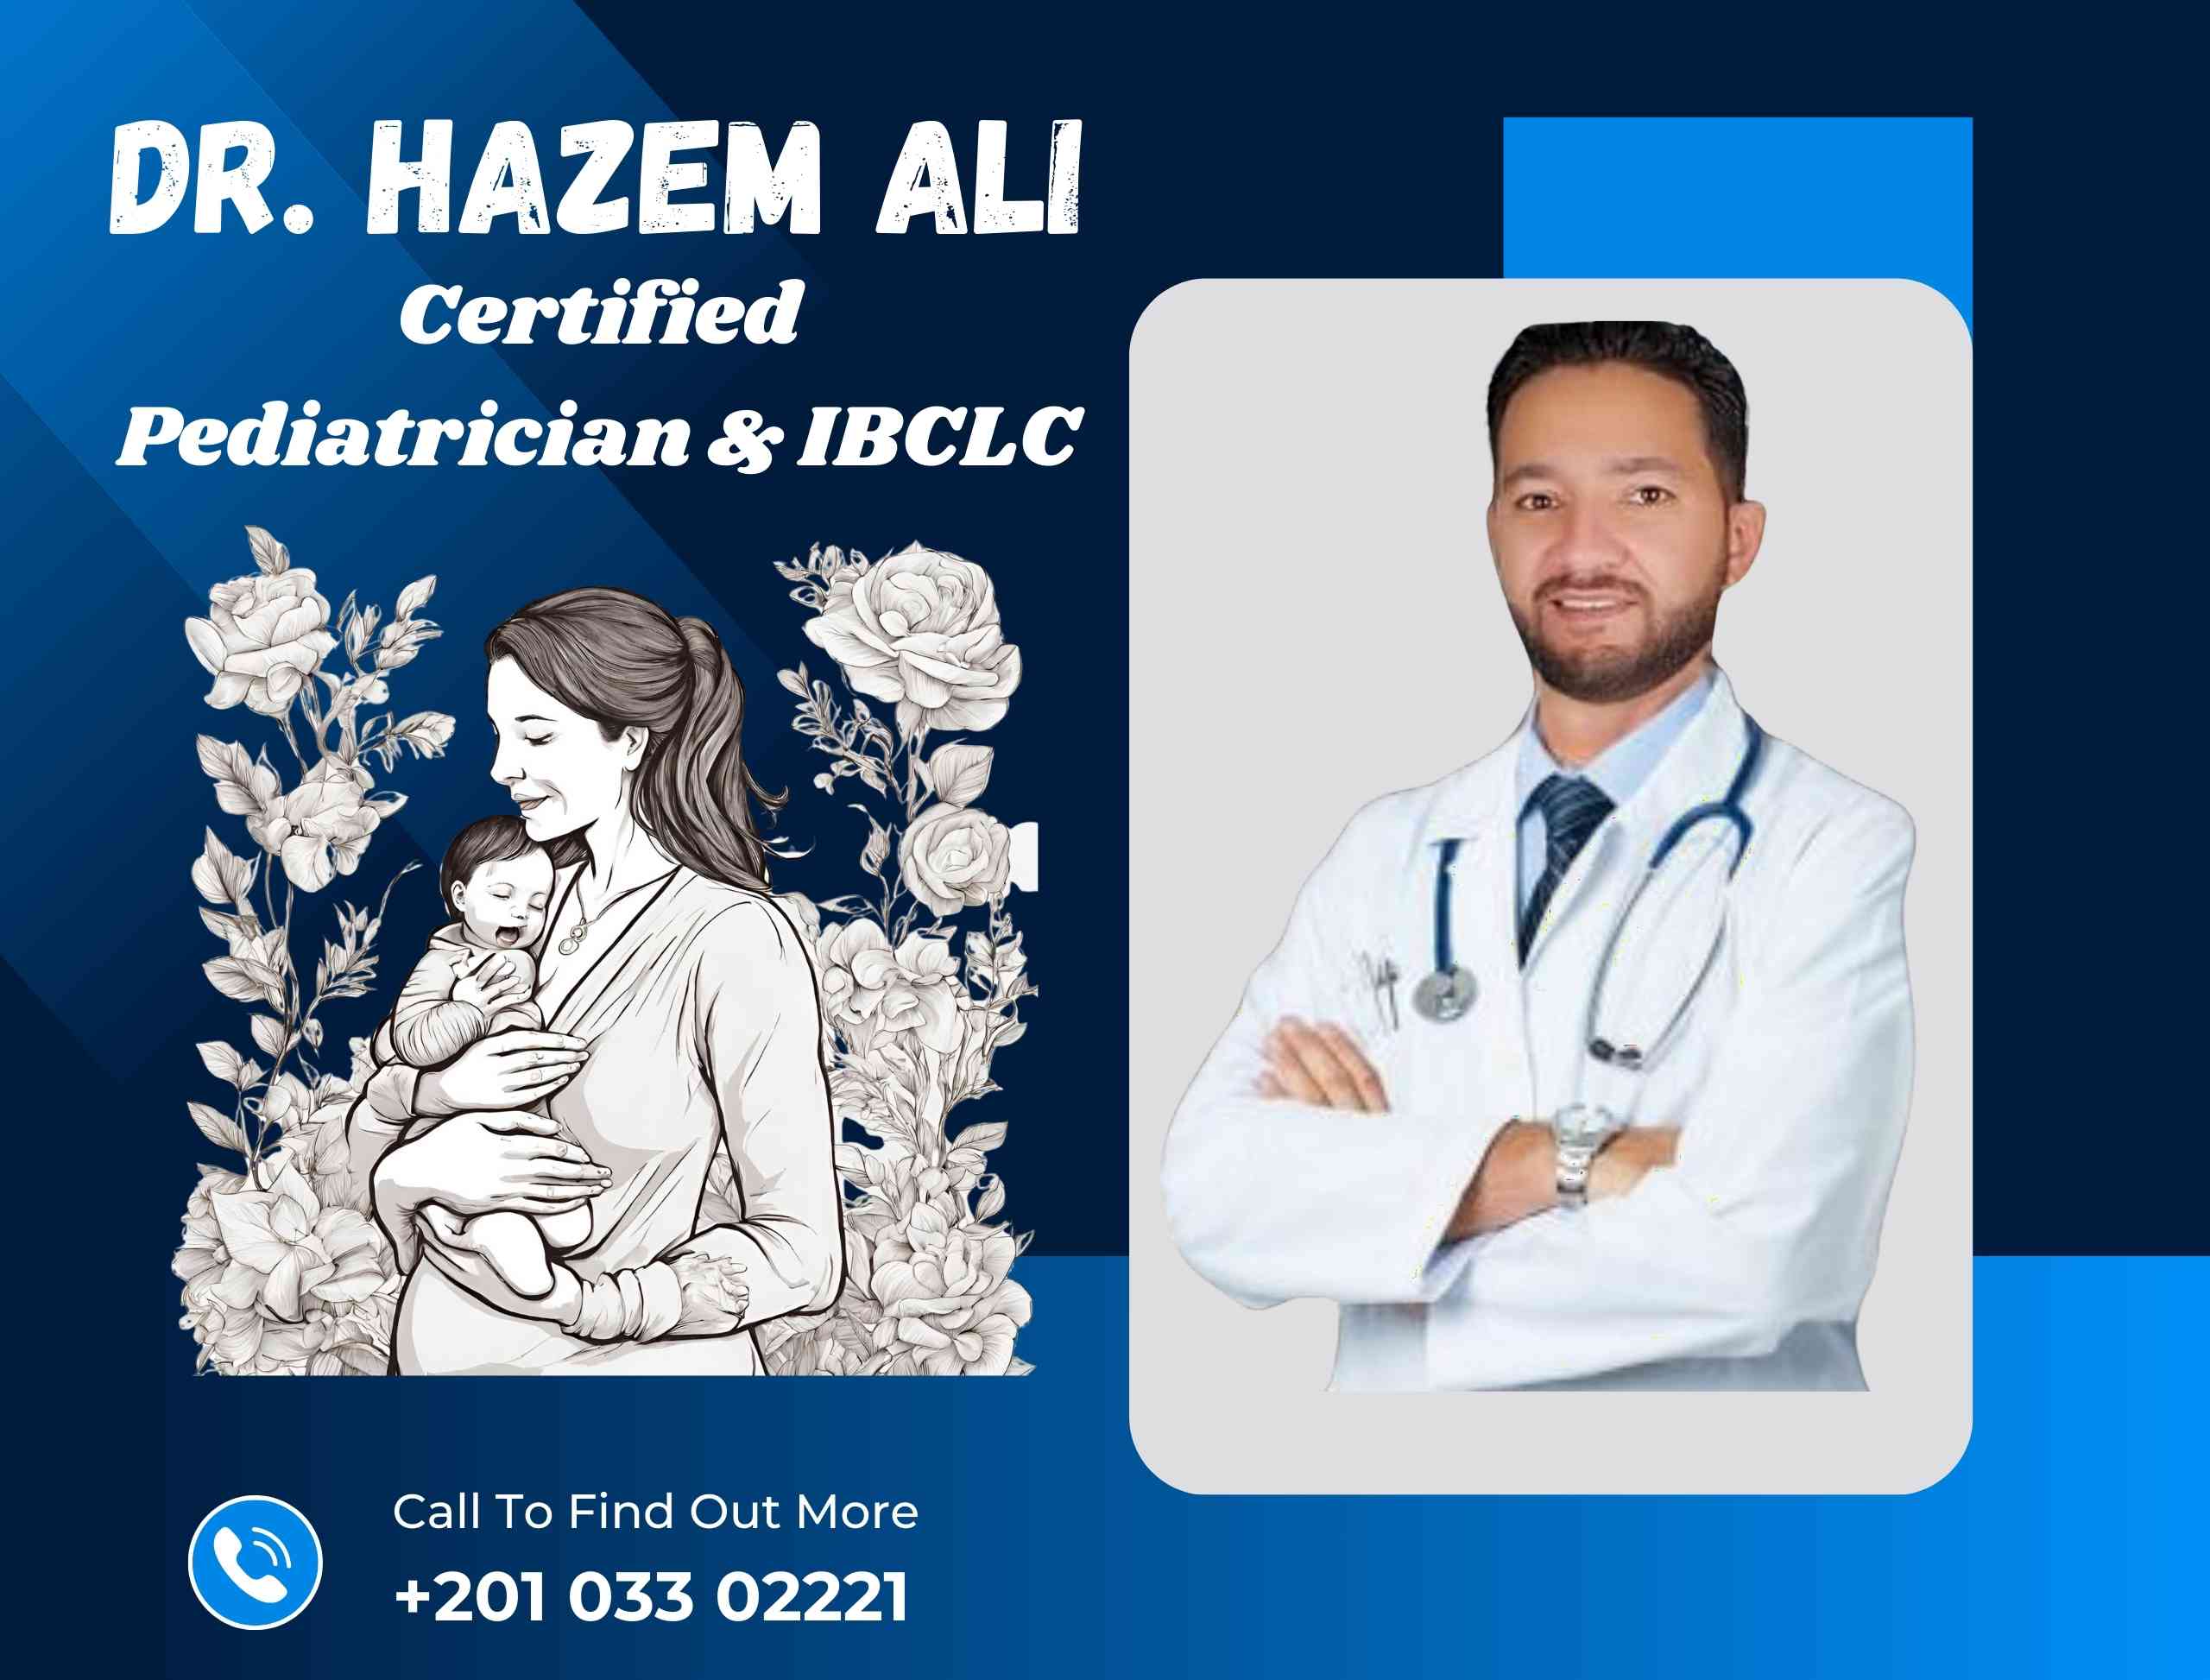 DR. HAZEM ALI
Certified
Pediatrician & IBCLC
Call To Find Out More
+201 033 02221